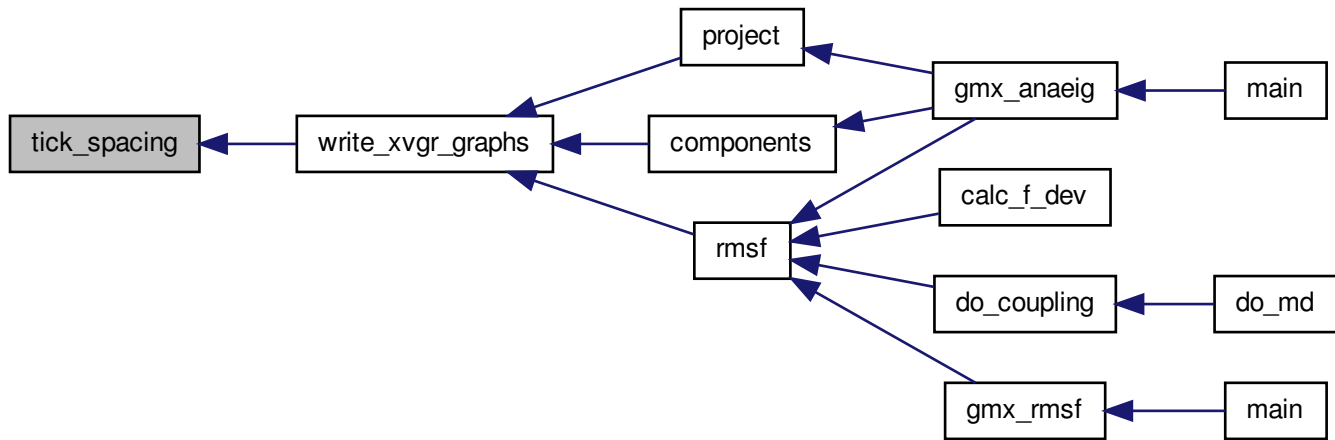 tick_spacing
write_xvgr_graphs
project
components
rmsf
gmx_anaeig
calc_f_dev
do_coupling
gmx_rmsf
main
do_md
main